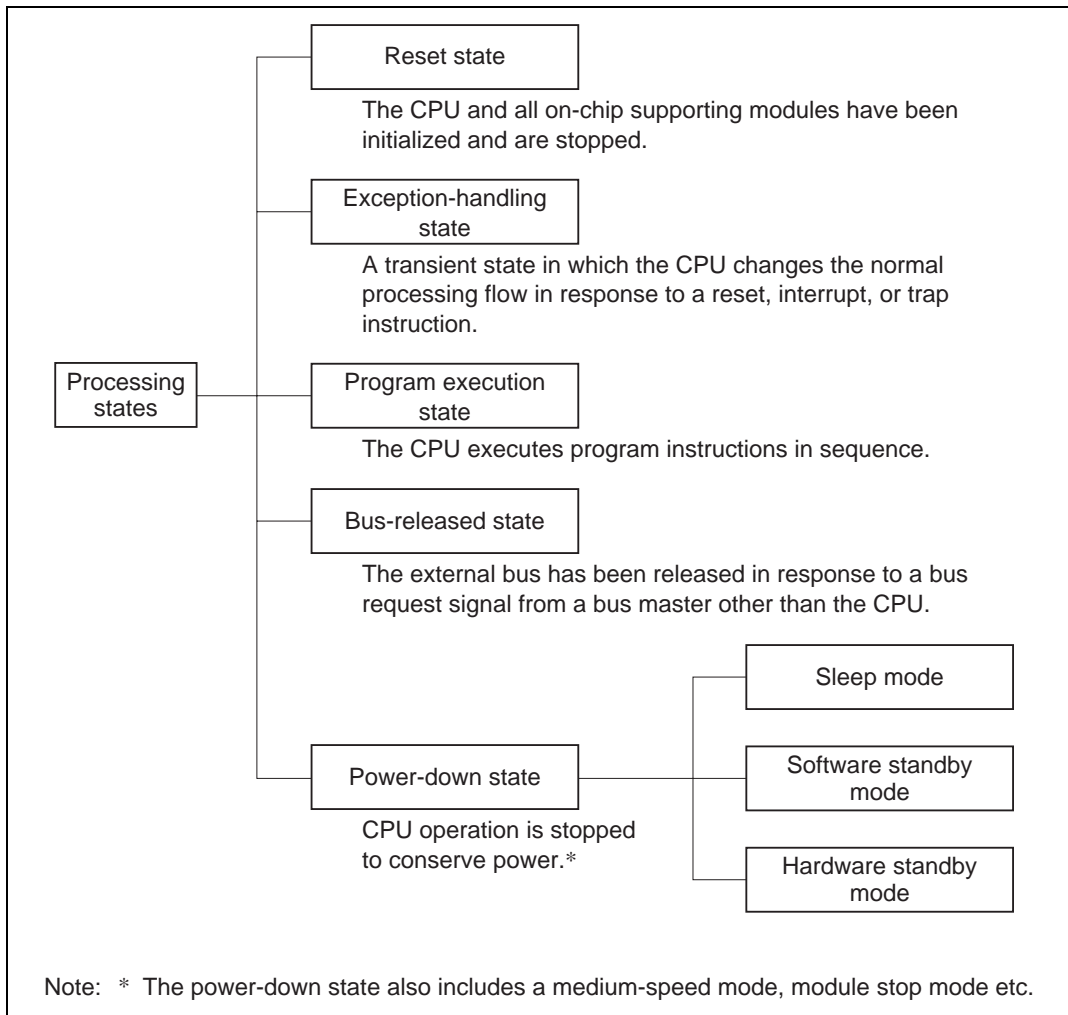 Reset state
The CPU and all on-chip supporting modules have been
initialized and are stopped.
Exception-handling
state
A transient state in which the CPU changes the normal
processing flow in response to a reset, interrupt, or trap
instruction.
Processing
states
Program execution
state
The CPU executes program instructions in sequence.
Bus-released state
The external bus has been released in response to a bus
request signal from a bus master other than the CPU.
Power-down state
CPU operation is stopped
to conserve power.*
Sleep mode
Software standby
mode
Hardware standby
mode
Note: * The power-down state also includes a medium-speed mode, module stop mode etc.